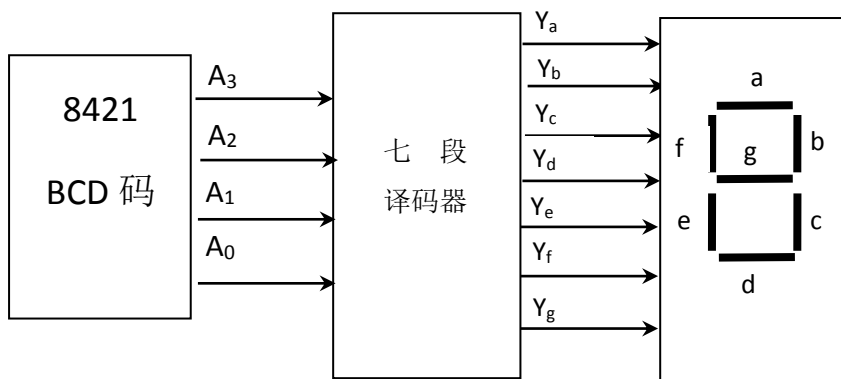 8421
BCD 码
A3
A2
A1
A0
七 段
译码器
Ya
Yb
Yc
Yd
Ye
Yf
Yg
a
f
g
b
e
c
d